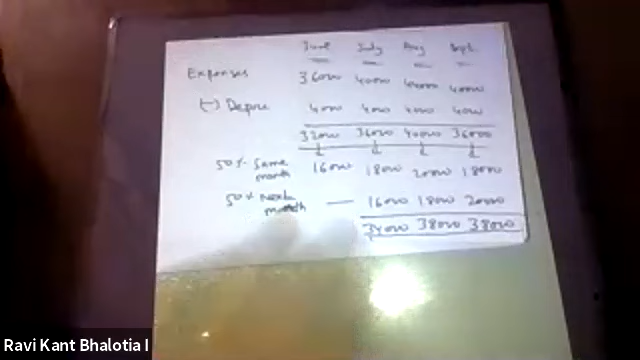 June July Aug Sept.
Expenses 36000 40000 44000 40000
(-) Depre 4000 4000 4000 4000
32000 36000 40000 36000
50% Same month 16000 18000 20000 18000
50% Next month — 16000 18000 20000
34000 38000 38000
Ravi Kant Bhalotia I